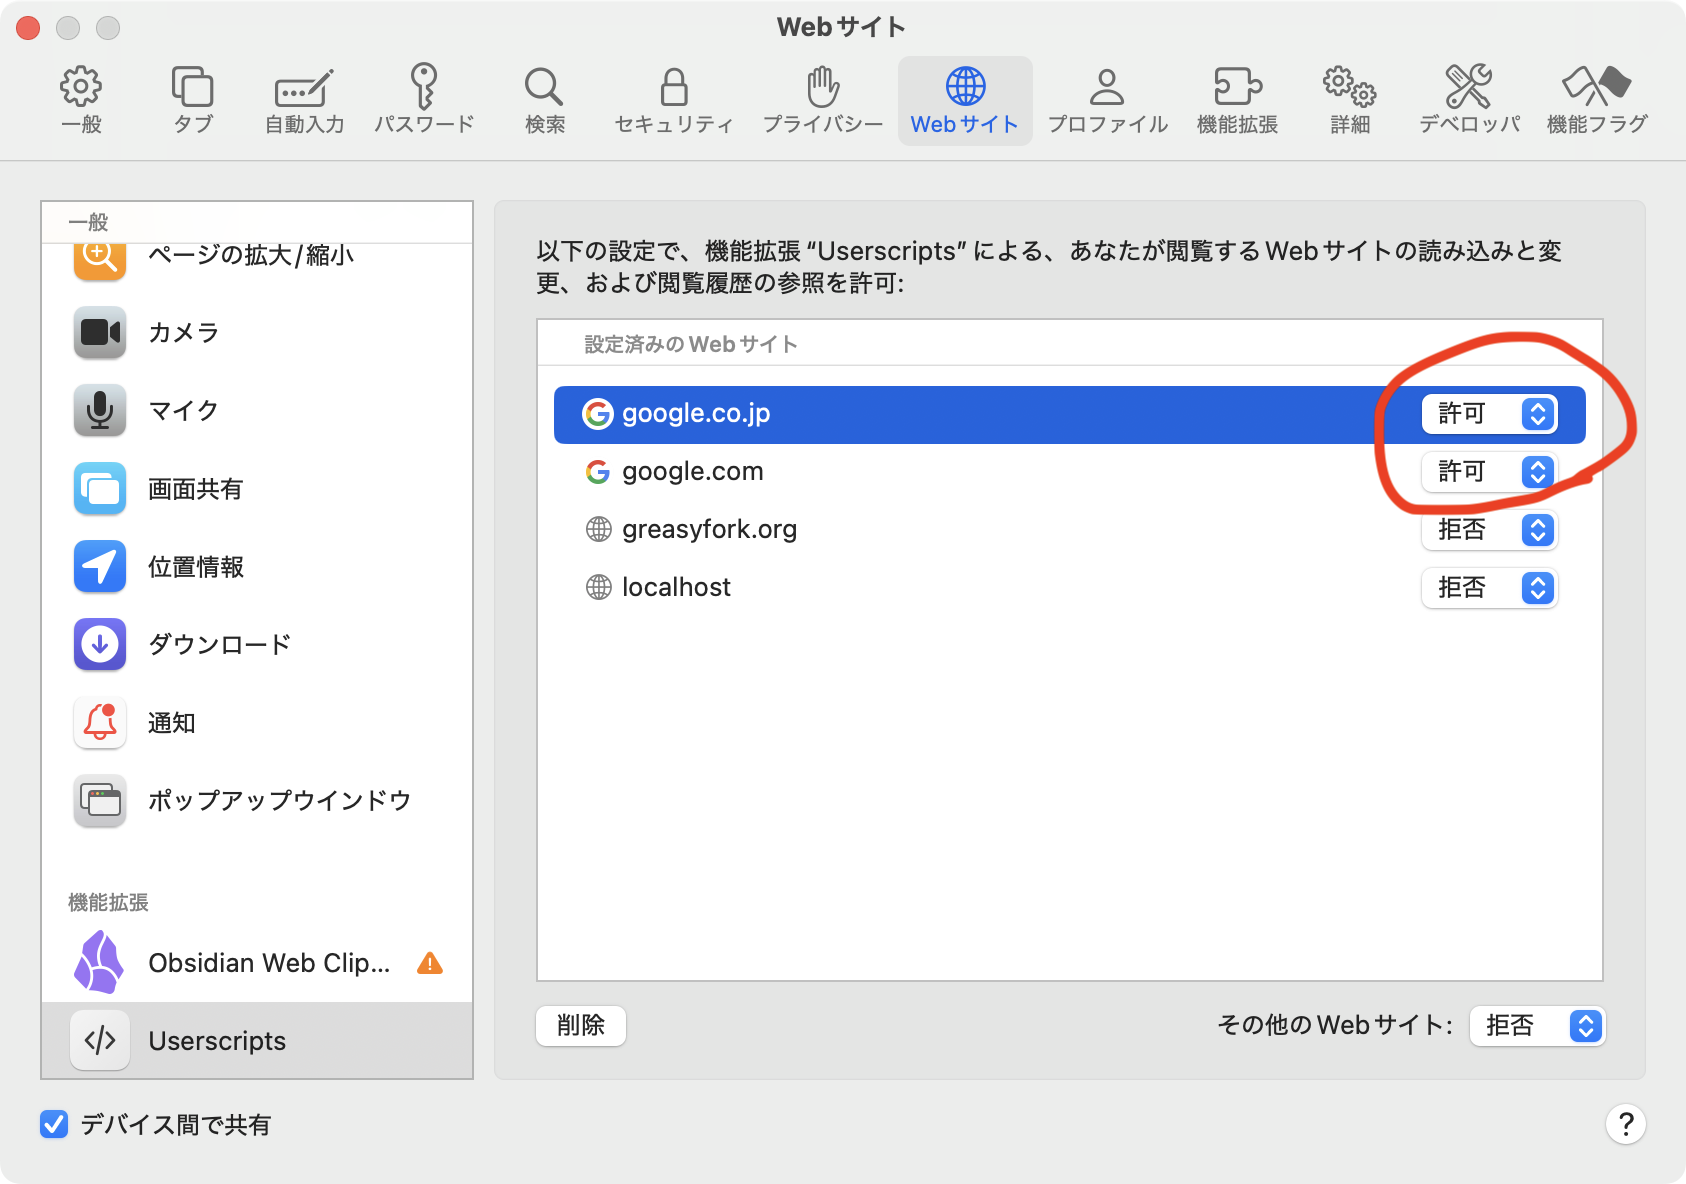 Webサイト
一般
タブ
自動入力
パスワード
検索
セキュリティ
プライバシー
Webサイト
プロファイル
機能拡張
詳細
デベロッパ
機能フラグ
一般
ページの拡大/縮小
カメラ
マイク
画面共有
位置情報
ダウンロード
通知
ポップアップウインドウ
機能拡張
Obsidian Web Clip...
Userscripts
以下の設定で、機能拡張“Userscripts”による、あなたが閲覧するWebサイトの読み込みと変
更、および閲覧履歴の参照を許可:
設定済みのWebサイト
google.co.jp 許可
google.com 許可
greasyfork.org 拒否
localhost 拒否
削除
その他のWebサイト: 拒否
デバイス間で共有
?